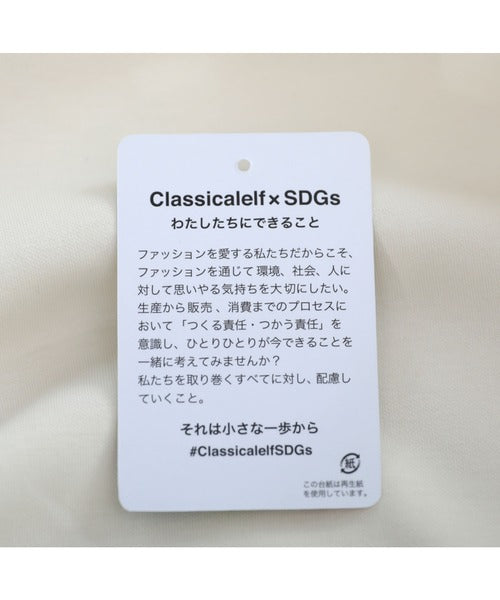 Classicalelf × SDGs
わたしたちにできること
ファッションを愛する私たちだからこそ、
ファッションを通じて環境、社会、人に
対して思いやる気持ちを大切にしたい。
生産から販売、消費までのプロセスに
おいて「つくる責任・つかう責任」を
意識し、ひとりひとりが今できることを
一緒に考えてみませんか？
私たちを取り巻くすべてに対し、配慮し
ていくこと。
それは小さな一歩から
#ClassicalelfSDGs
紙
この台紙は再生紙
を使用しています。